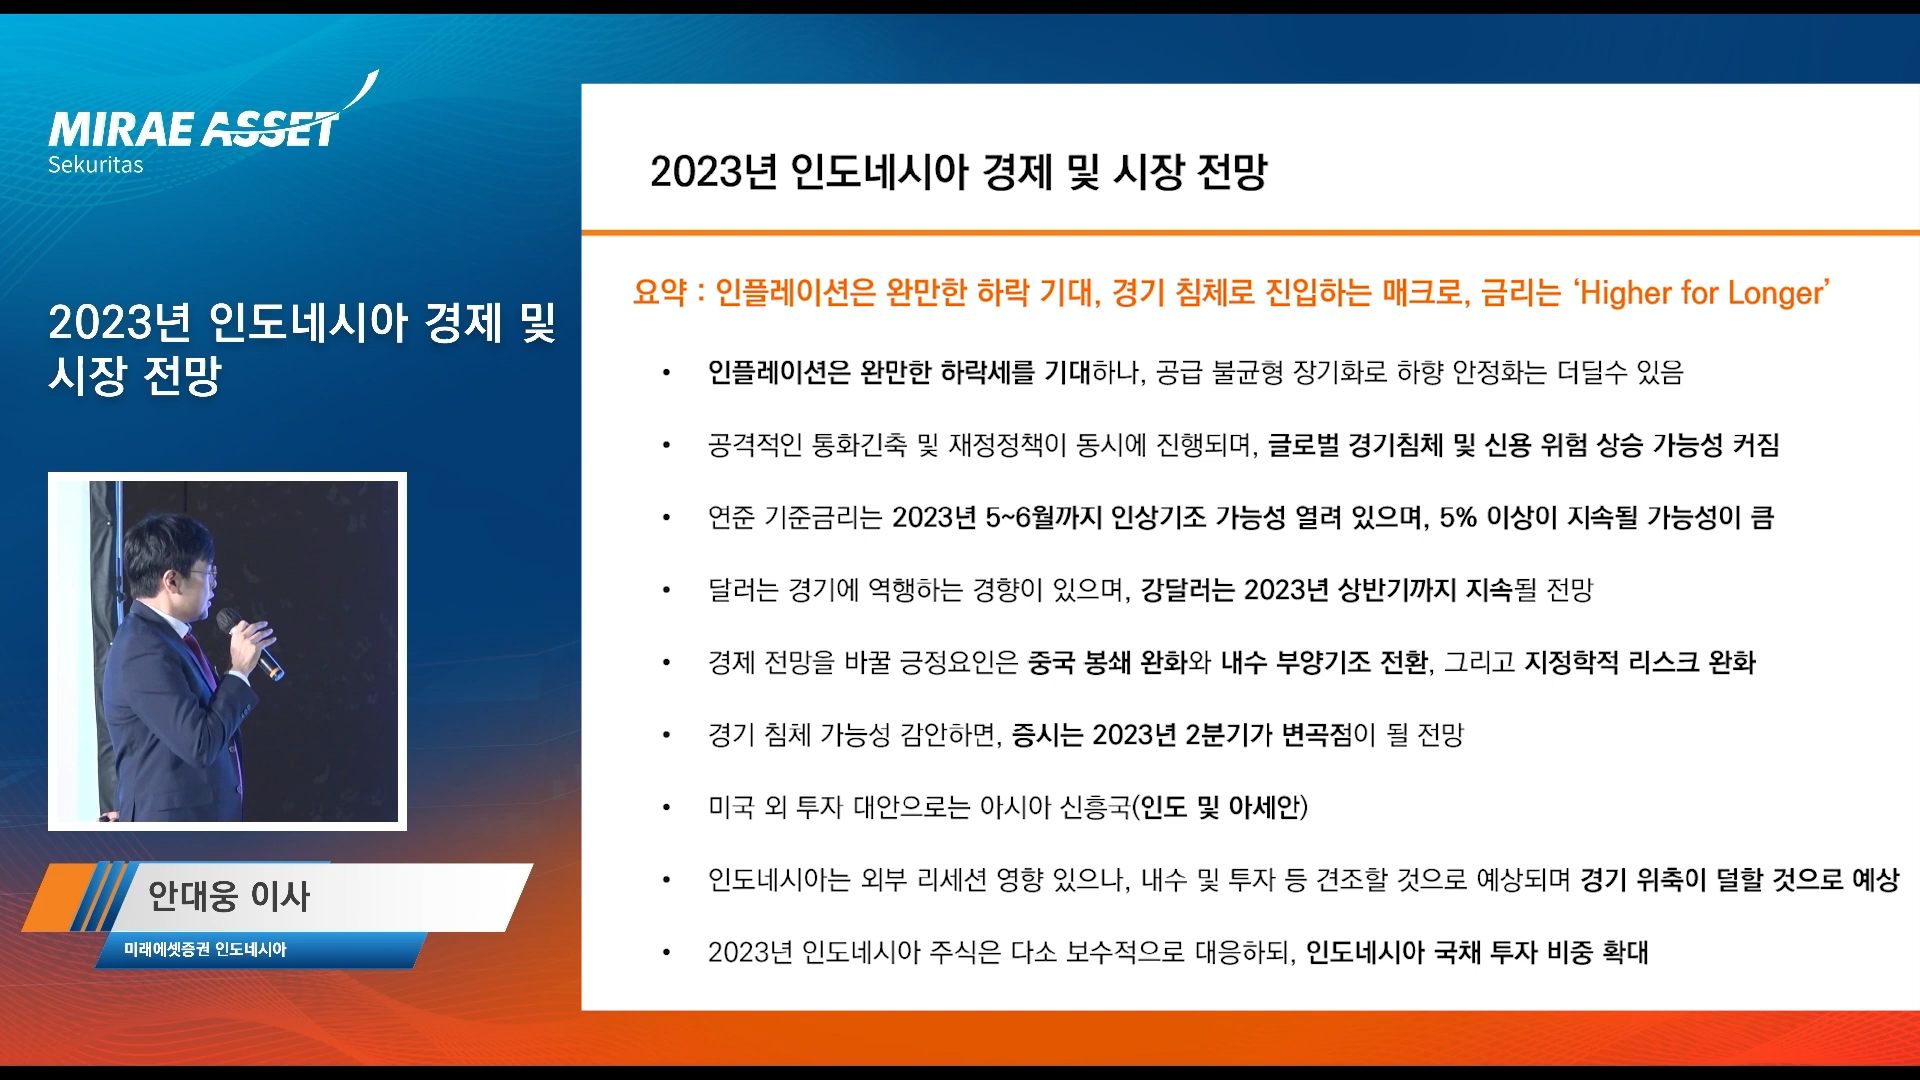 MIRAE ASSET
Sekuritas
2023년 인도네시아 경제 및
시장 전망
안대웅 이사
미래에셋증권 인도네시아
2023년 인도네시아 경제 및 시장 전망
요약 : 인플레이션은 완만한 하락 기대, 경기 침체로 진입하는 매크로, 금리는 ‘Higher for Longer’
• 인플레이션은 완만한 하락세를 기대하나, 공급 불균형 장기화로 하향 안정화는 더딜수 있음
• 공격적인 통화긴축 및 재정정책이 동시에 진행되며, 글로벌 경기침체 및 신용 위험 상승 가능성 커짐
• 연준 기준금리는 2023년 5~6월까지 인상기조 가능성 열려 있으며, 5% 이상이 지속될 가능성이 큼
• 달러는 경기에 역행하는 경향이 있으며, 강달러는 2023년 상반기까지 지속될 전망
• 경제 전망을 바꿀 긍정요인은 중국 봉쇄 완화와 내수 부양기조 전환, 그리고 지정학적 리스크 완화
• 경기 침체 가능성 감안하면, 증시는 2023년 2분기가 변곡점이 될 전망
• 미국 외 투자 대안으로는 아시아 신흥국(인도 및 아세안)
• 인도네시아는 외부 리세션 영향 있으나, 내수 및 투자 등 견조할 것으로 예상되며 경기 위축이 덜할 것으로 예상
• 2023년 인도네시아 주식은 다소 보수적으로 대응하되, 인도네시아 국채 투자 비중 확대